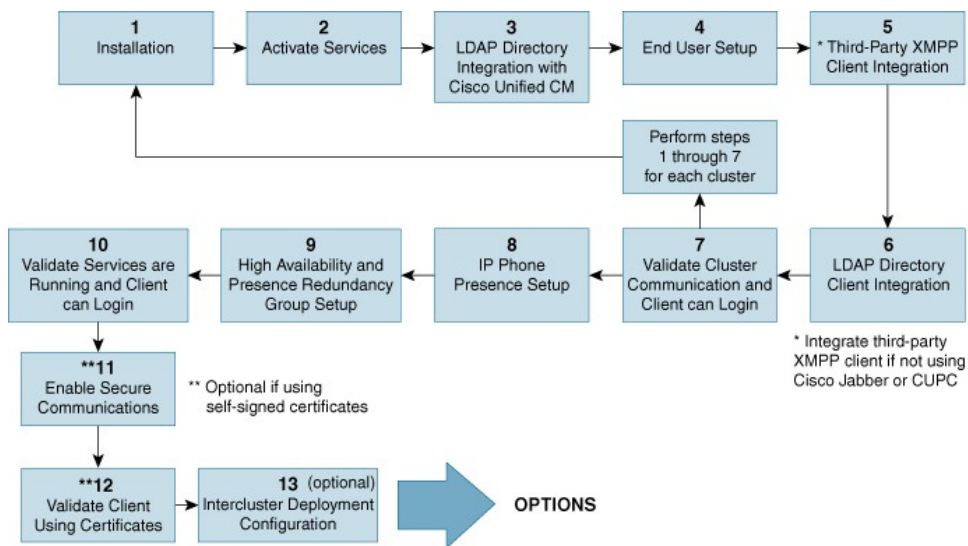 1
Installation
2
Activate Services
3
LDAP Directory
Integration with
Cisco Unified CM
4
End User Setup
5
* Third-Party XMPP
Client Integration
Perform steps
1 through 7
for each cluster
10
Validate Services are
Running and Client
can Login
9
High Availability and
Presence Redundancy
Group Setup
8
IP Phone
Presence Setup
7
Validate Cluster
Communication and
Client can Login
6
LDAP Directory
Client Integration
* Integrate third-party
XMPP client if not using
Cisco Jabber or CUPC
**11
Enable Secure
Communications
** Optional if using
self-signed certificates
**12
Validate Client
Using Certificates
13 (optional)
Intercluster Deployment
Configuration
OPTIONS